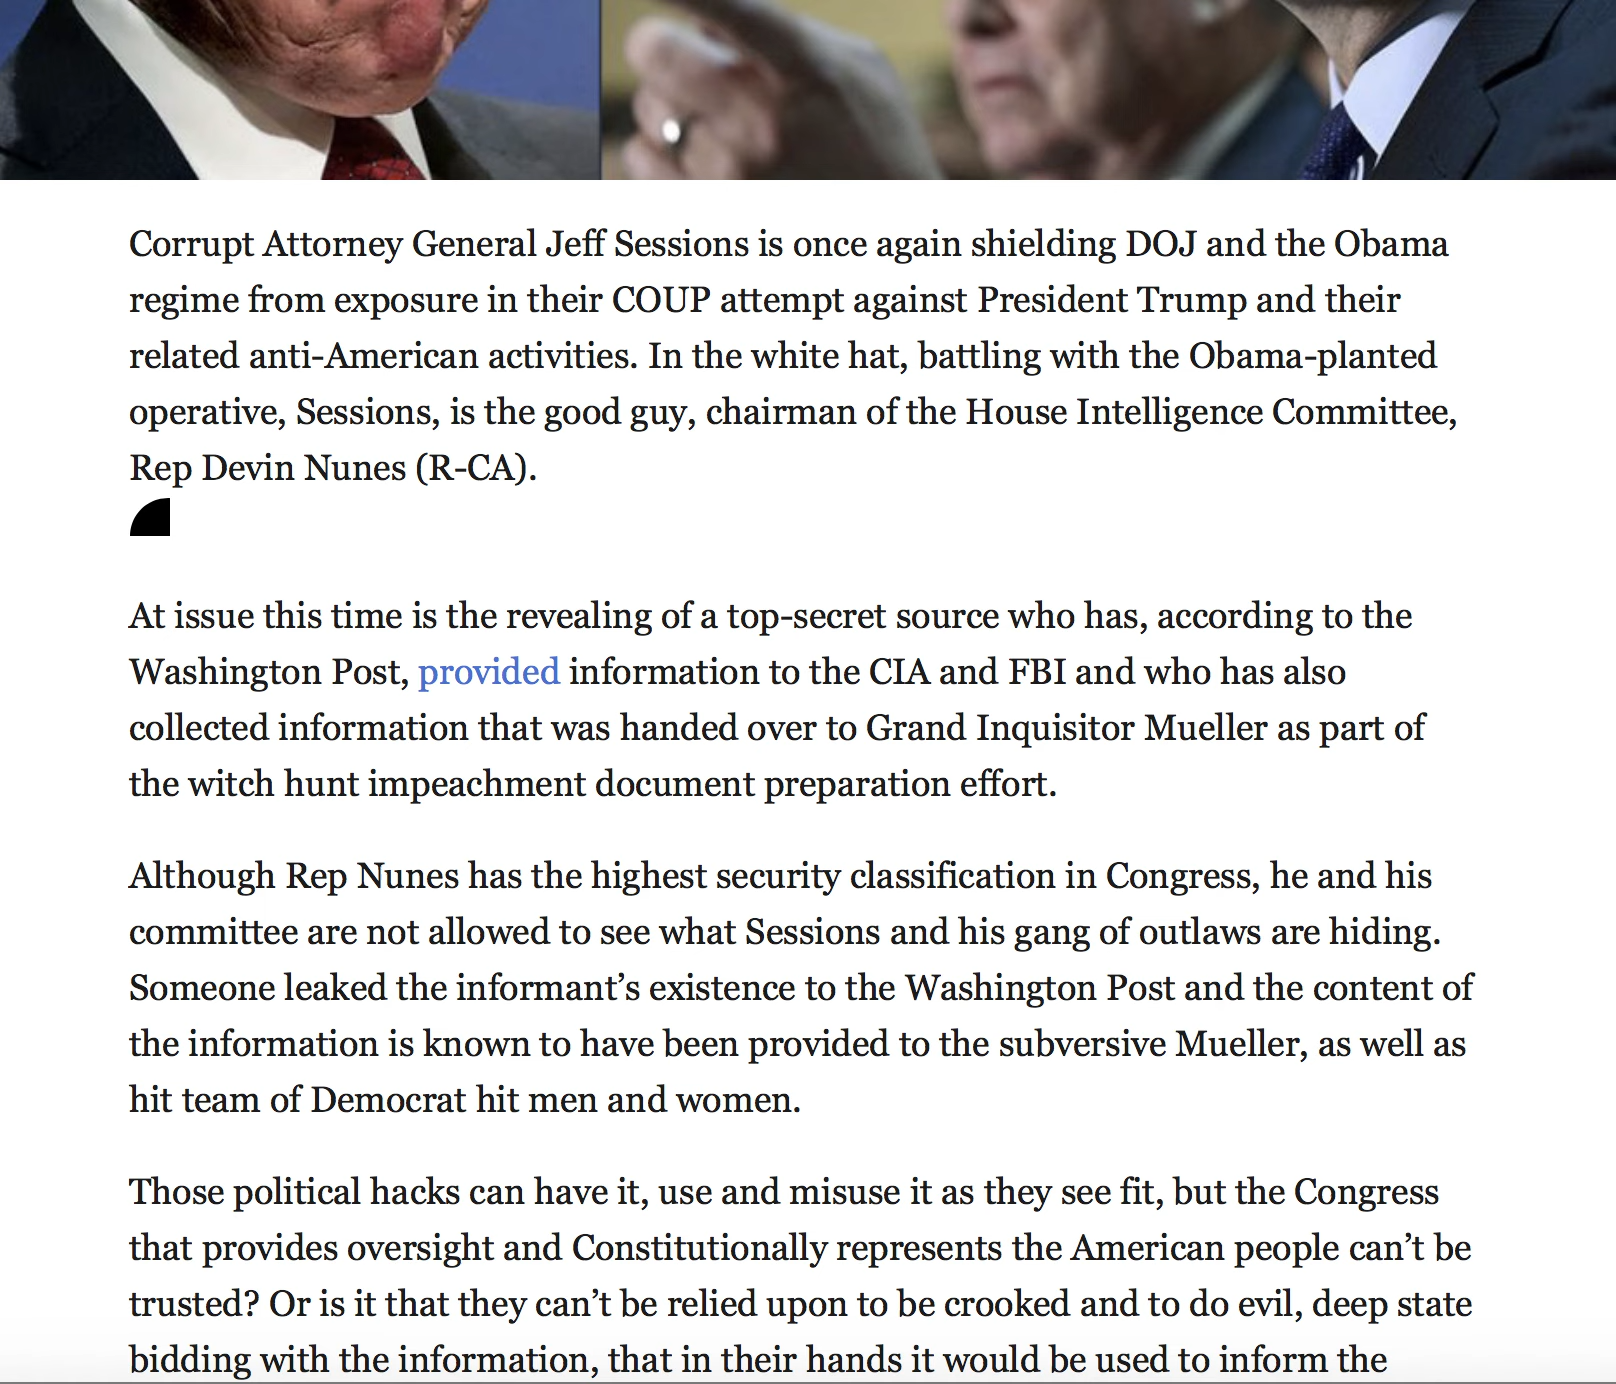 Corrupt Attorney General Jeff Sessions is once again shielding DOJ and the Obama
regime from exposure in their COUP attempt against President Trump and their
related anti-American activities. In the white hat, battling with the Obama-planted
operative, Sessions, is the good guy, chairman of the House Intelligence Committee,
Rep Devin Nunes (R-CA).
At issue this time is the revealing of a top-secret source who has, according to the
Washington Post, provided information to the CIA and FBI and who has also
collected information that was handed over to Grand Inquisitor Mueller as part of
the witch hunt impeachment document preparation effort.
Although Rep Nunes has the highest security classification in Congress, he and his
committee are not allowed to see what Sessions and his gang of outlaws are hiding.
Someone leaked the informant’s existence to the Washington Post and the content of
the information is known to have been provided to the subversive Mueller, as well as
hit team of Democrat hit men and women.
Those political hacks can have it, use and misuse it as they see fit, but the Congress
that provides oversight and Constitutionally represents the American people can’t be
trusted? Or is it that they can’t be relied upon to be crooked and to do evil, deep state
bidding with the information, that in their hands it would be used to inform the